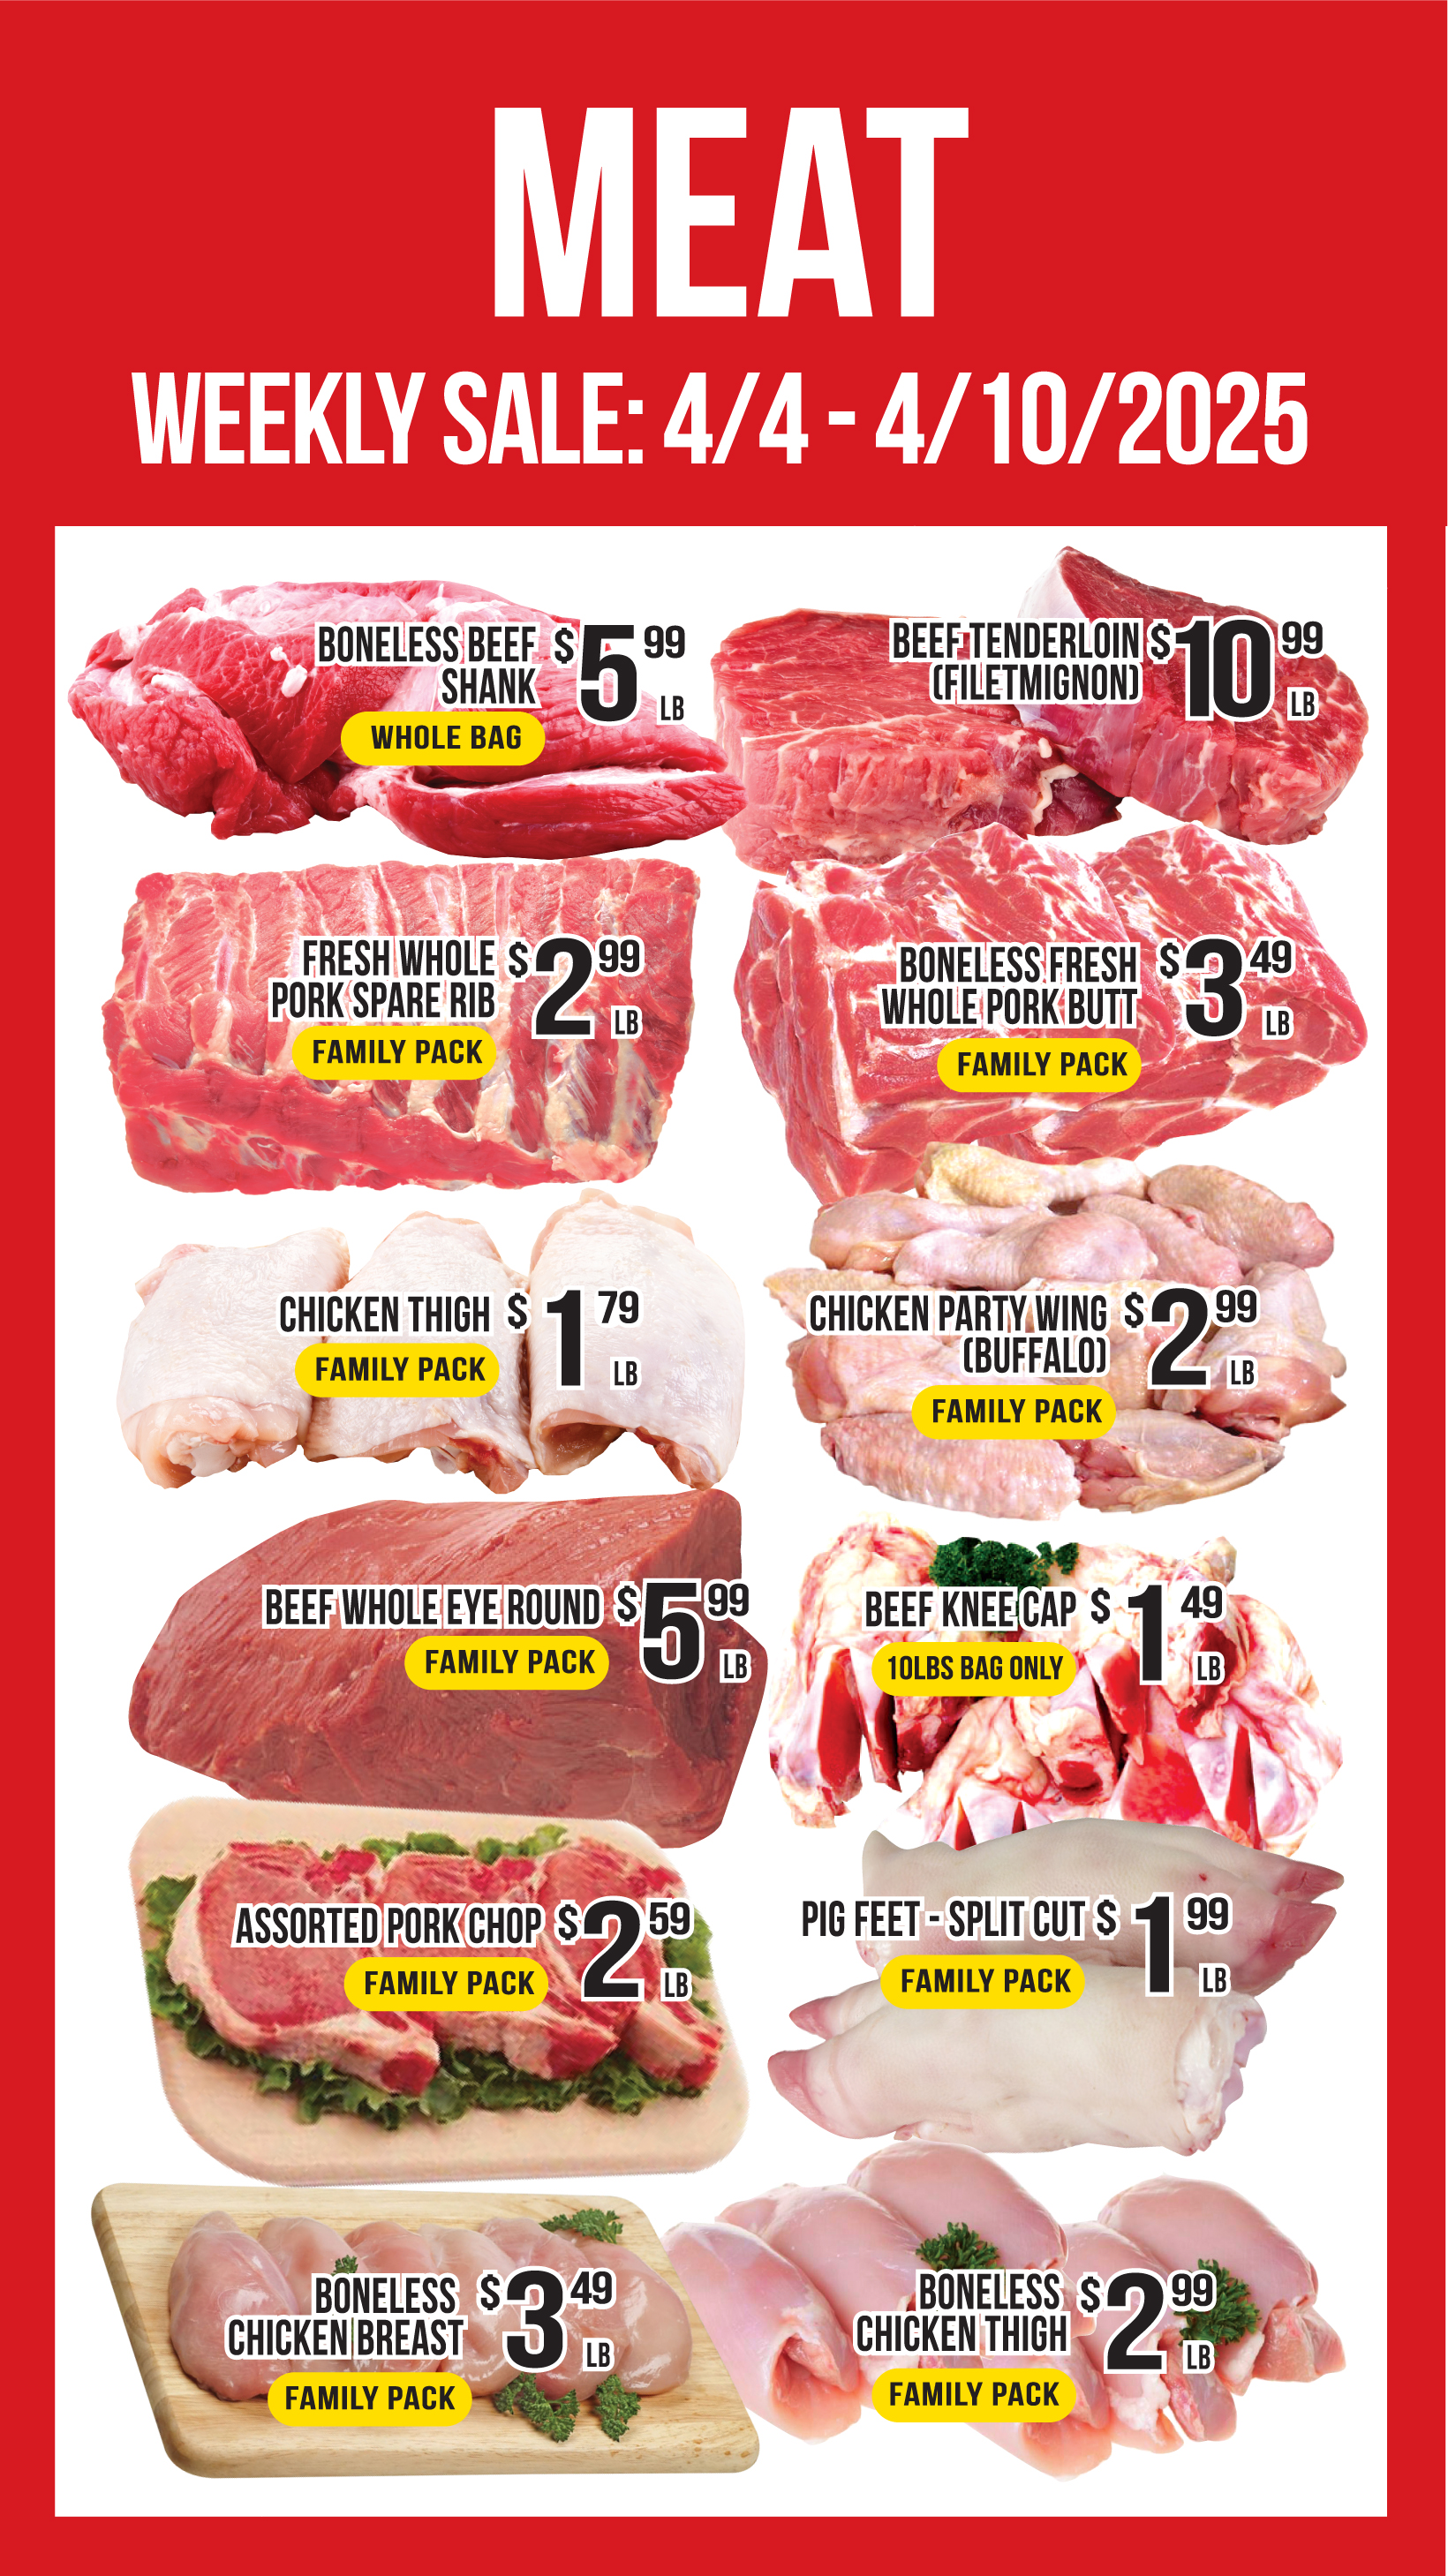 MEAT
WEEKLY SALE: 4/4 - 4/10/2025
BONELESS BEEF
SHANK
WHOLE BAG
$5 99
LB
BEEF TENDERLOIN
(FILETMIGNON)
$10 99
LB
FRESH WHOLE
PORK SPARE RIB
FAMILY PACK
$2 99
LB
BONELESS FRESH
WHOLE PORK BUTT
FAMILY PACK
$3 49
LB
CHICKEN THIGH
FAMILY PACK
$1 79
LB
CHICKEN PARTY WING
(BUFFALO)
FAMILY PACK
$2 99
LB
BEEF WHOLE EYE ROUND
FAMILY PACK
$5 99
LB
BEEF KNEE CAP
10LBS BAG ONLY
$1 49
LB
ASSORTED PORK CHOP
FAMILY PACK
$2 59
LB
PIG FEET - SPLIT CUT
FAMILY PACK
$1 99
LB
BONELESS
CHICKEN BREAST
FAMILY PACK
$3 49
LB
BONELESS
CHICKEN THIGH
FAMILY PACK
$2 99
LB